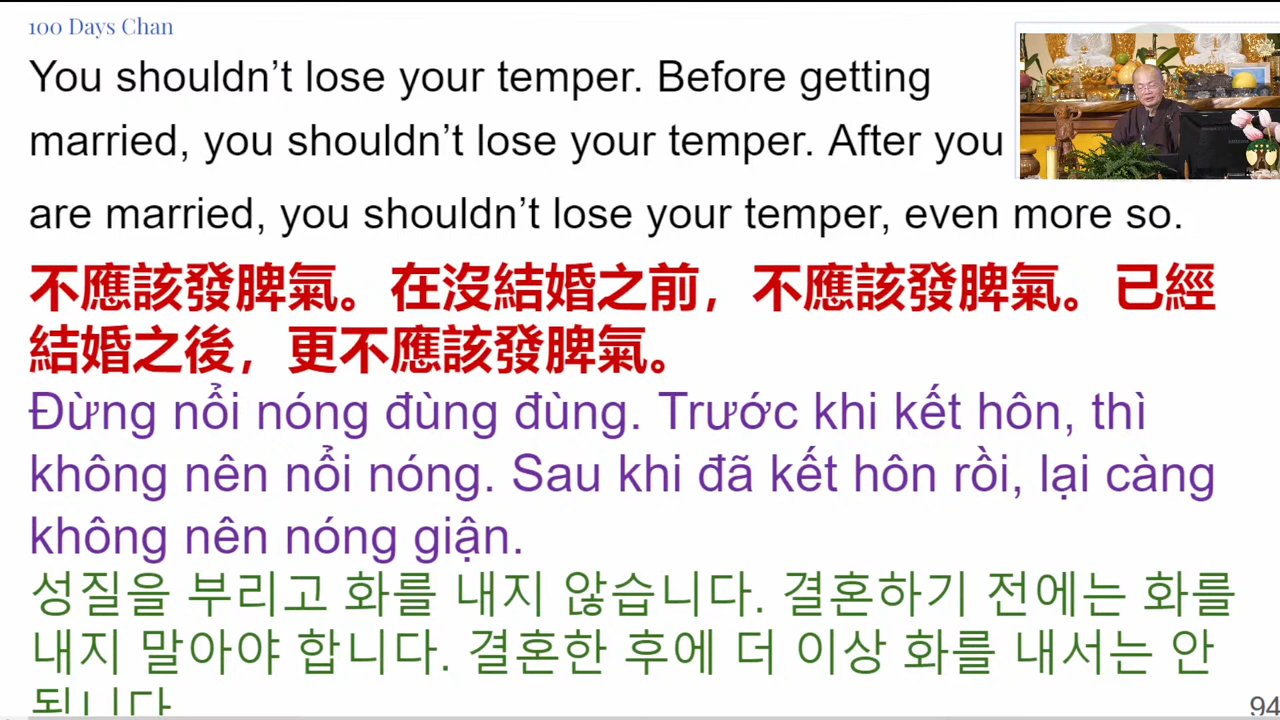 100 Days Chan
You shouldn’t lose your temper. Before getting
married, you shouldn’t lose your temper. After you
are married, you shouldn’t lose your temper, even more so.
不應該發脾氣。在沒結婚之前，不應該發脾氣。已經
結婚之後，更不應該發脾氣。
Đừng nổi nóng đùng đùng. Trước khi kết hôn, thì
không nên nổi nóng. Sau khi đã kết hôn rồi, lại càng
không nên nóng giận.
성질을 부리고 화를 내지 않습니다. 결혼하기 전에는 화를
내지 말아야 합니다. 결혼한 후에 더 이상 화를 내서는 안
됩니다
94